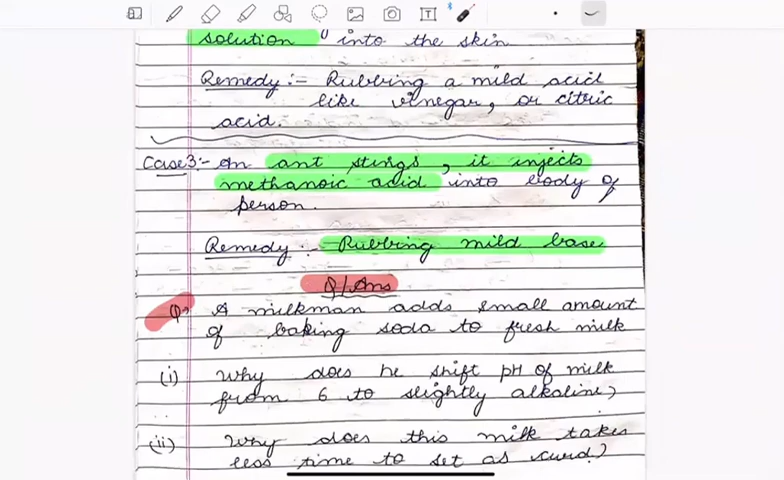 solution into the skin
Remedy :- Rubbing a mild acid
like vinegar, or citric
acid.
Case3:- An ant stings, it injects
methanoic acid into body of
person.
Remedy :- Rubbing mild base
Q/Ans
Q→ A milkman adds small amount
of baking soda to fresh milk
(i) Why does he shift pH of milk
from 6 to slightly alkaline?
(ii) Why does this milk takes
less time to set as curd?